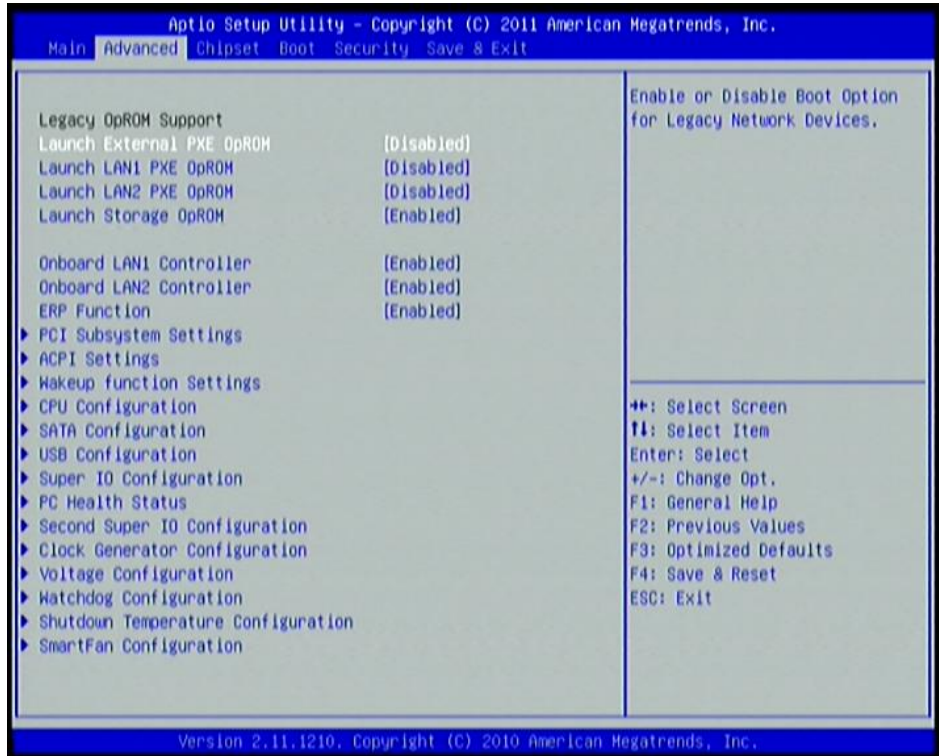 Aptio Setup Utility - Copyright (C) 2011 American Megatrends, Inc.
Main Advanced Chipset Boot Security Save & Exit
Legacy OpROM Support
Launch External PXE OpROM [Disabled]
Launch LAN1 PXE OpROM [Disabled]
Launch LAN2 PXE OpROM [Disabled]
Launch Storage OpROM [Enabled]
Onboard LAN1 Controller [Enabled]
Onboard LAN2 Controller [Enabled]
ERP Function [Enabled]
PCI Subsystem Settings
ACPI Settings
Wakeup function Settings
CPU Configuration
SATA Configuration
USB Configuration
Super IO Configuration
PC Health Status
Second Super IO Configuration
Clock Generator Configuration
Voltage Configuration
Watchdog Configuration
Shutdown Temperature Configuration
SmartFan Configuration
Enable or Disable Boot Option
for Legacy Network Devices.
→←: Select Screen
↑↓: Select Item
Enter: Select
+/-: Change Opt.
F1: General Help
F2: Previous Values
F3: Optimized Defaults
F4: Save & Reset
ESC: Exit
Version 2.11.1210. Copyright (C) 2010 American Megatrends, Inc.